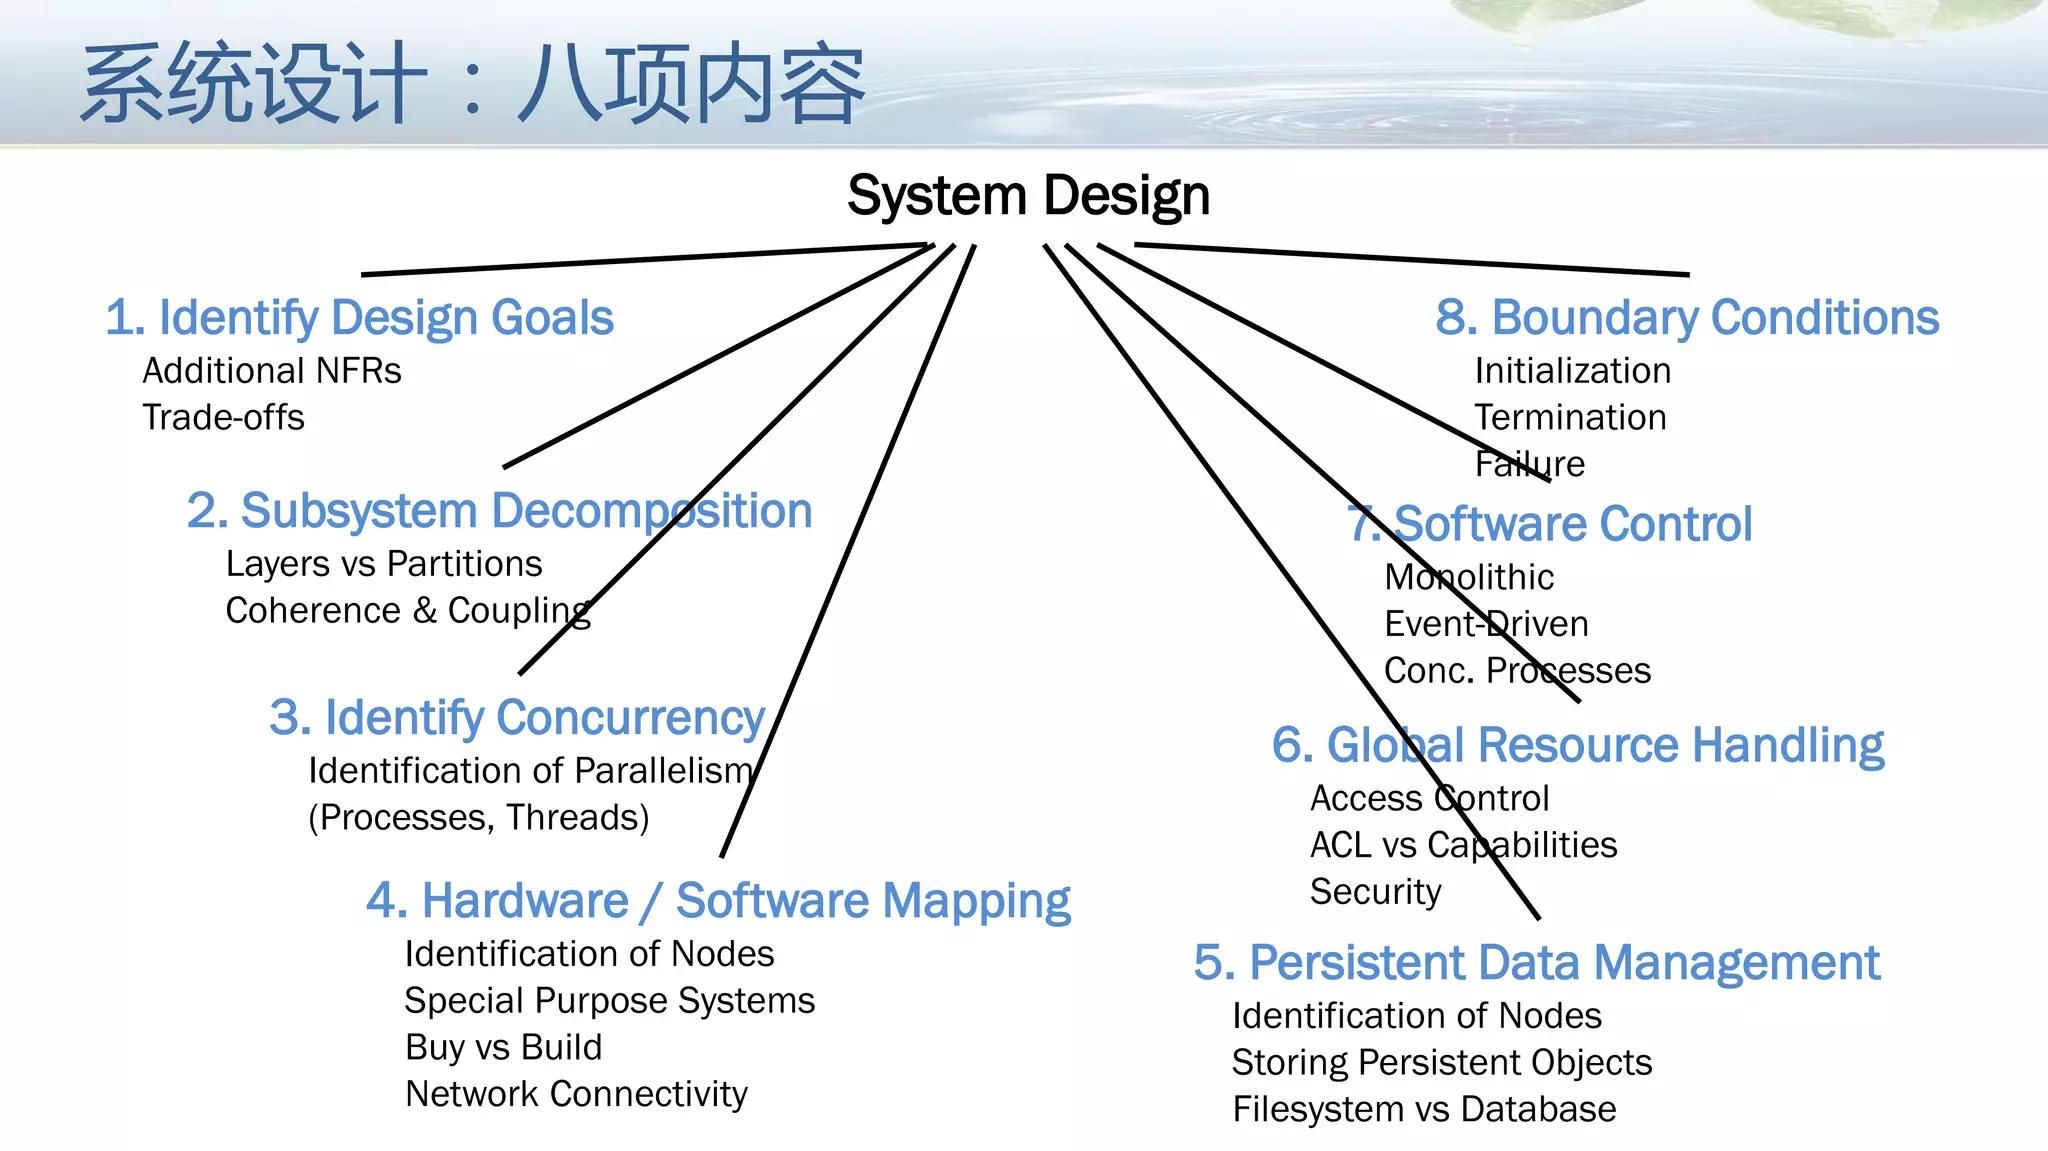 系统设计：八项内容
System Design
1. Identify Design Goals
Additional NFRs
Trade-offs
2. Subsystem Decomposition
Layers vs Partitions
Coherence & Coupling
3. Identify Concurrency
Identification of Parallelism
(Processes, Threads)
4. Hardware / Software Mapping
Identification of Nodes
Special Purpose Systems
Buy vs Build
Network Connectivity
8. Boundary Conditions
Initialization
Termination
Failure
7. Software Control
Monolithic
Event-Driven
Conc. Processes
6. Global Resource Handling
Access Control
ACL vs Capabilities
Security
5. Persistent Data Management
Identification of Nodes
Storing Persistent Objects
Filesystem vs Database